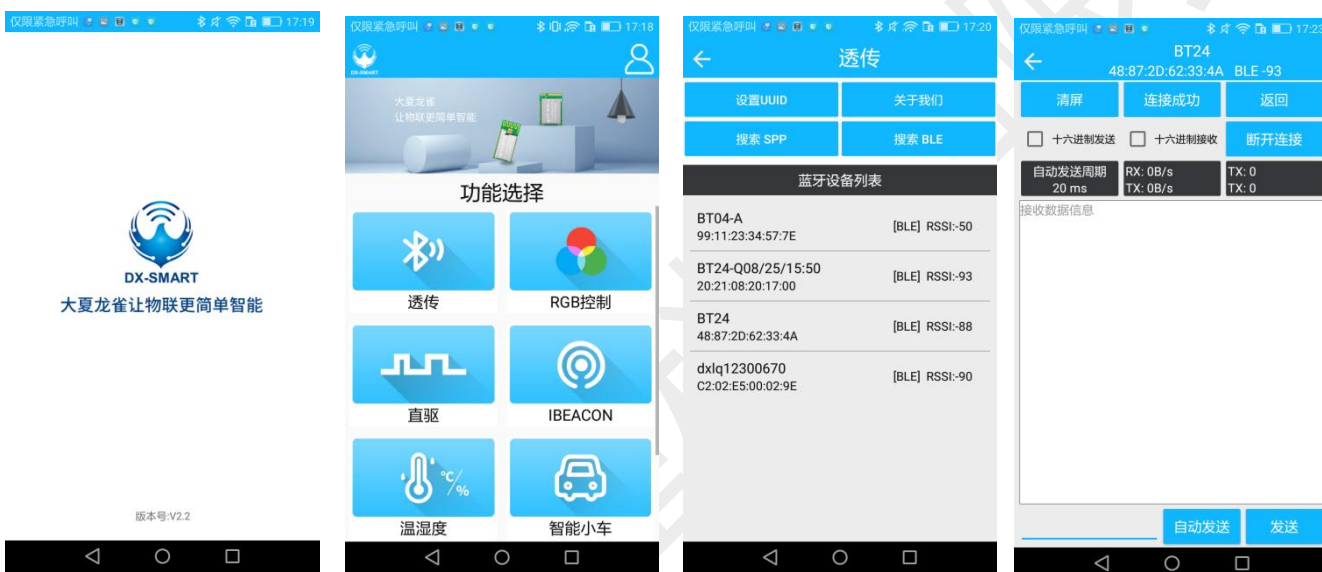 仅限紧急呼叫 17:19
DX-SMART
大夏龙雀让物联更简单智能
版本号:V2.2
仅限紧急呼叫 17:18
DX-SMART
大夏龙雀
让物联更简单智能
功能选择
透传
RGB控制
直驱
IBEACON
℃/%
温湿度
智能小车
仅限紧急呼叫 17:20
透传
设置UUID
关于我们
搜索 SPP
搜索 BLE
蓝牙设备列表
BT04-A
99:11:23:34:57:7E
[BLE] RSSI:-50
BT24-Q08/25/15:50
20:21:08:20:17:00
[BLE] RSSI:-93
BT24
48:87:2D:62:33:4A
[BLE] RSSI:-88
dxlq12300670
C2:02:E5:00:02:9E
[BLE] RSSI:-90
仅限紧急呼叫 17:23
BT24
48:87:2D:62:33:4A BLE -93
清屏
连接成功
返回
十六进制发送
十六进制接收
断开连接
自动发送周期
20 ms
RX: 0B/s
TX: 0B/s
TX: 0
TX: 0
接收数据信息
自动发送
发送